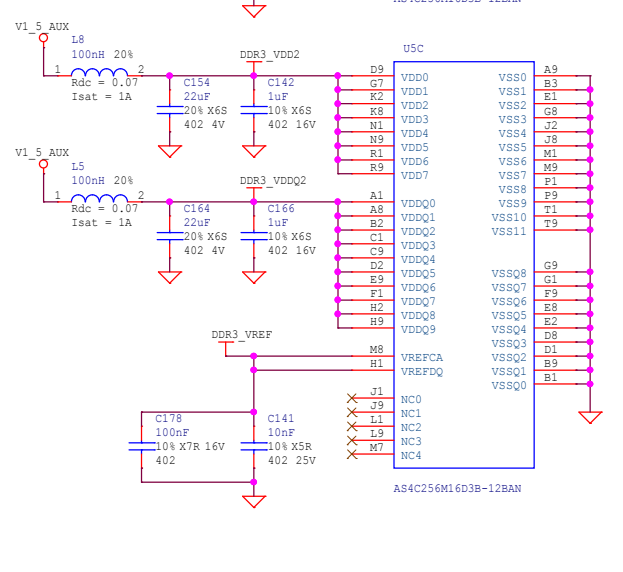 AS4C256M16D3B-12BAN
V1_5_AUX
L8
100nH 20%
1 2
Rdc = 0.07
Isat = 1A
DDR3_VDD2
C154
22uF
20% X6S
402 4V
C142
1uF
10% X6S
402 16V
V1_5_AUX
L5
100nH 20%
1 2
Rdc = 0.07
Isat = 1A
DDR3_VDDQ2
C164
22uF
20% X6S
402 4V
C166
1uF
10% X6S
402 16V
DDR3_VREF
C178
100nF
10% X7R 16V
402
C141
10nF
10% X5R
402 25V
U5C
D9 VDD0 VSS0 A9
G7 VDD1 VSS1 B3
K2 VDD2 VSS2 E1
K8 VDD3 VSS3 G8
N1 VDD4 VSS4 J2
N9 VDD5 VSS5 J8
R1 VDD6 VSS6 M1
R9 VDD7 VSS7 M9
VSS8 P1
A1 VDDQ0 VSS9 P9
A8 VDDQ1 VSS10 T1
B2 VDDQ2 VSS11 T9
C1 VDDQ3
C9 VDDQ4
D2 VDDQ5 VSSQ8 G9
E9 VDDQ6 VSSQ7 G1
F1 VDDQ7 VSSQ6 F9
H2 VDDQ8 VSSQ5 E8
H9 VDDQ9 VSSQ4 E2
VSSQ3 D8
M8 VREFCA VSSQ2 D1
H1 VREFDQ VSSQ1 B9
VSSQ0 B1
J1 NC0
J9 NC1
L1 NC2
L9 NC3
M7 NC4
AS4C256M16D3B-12BAN